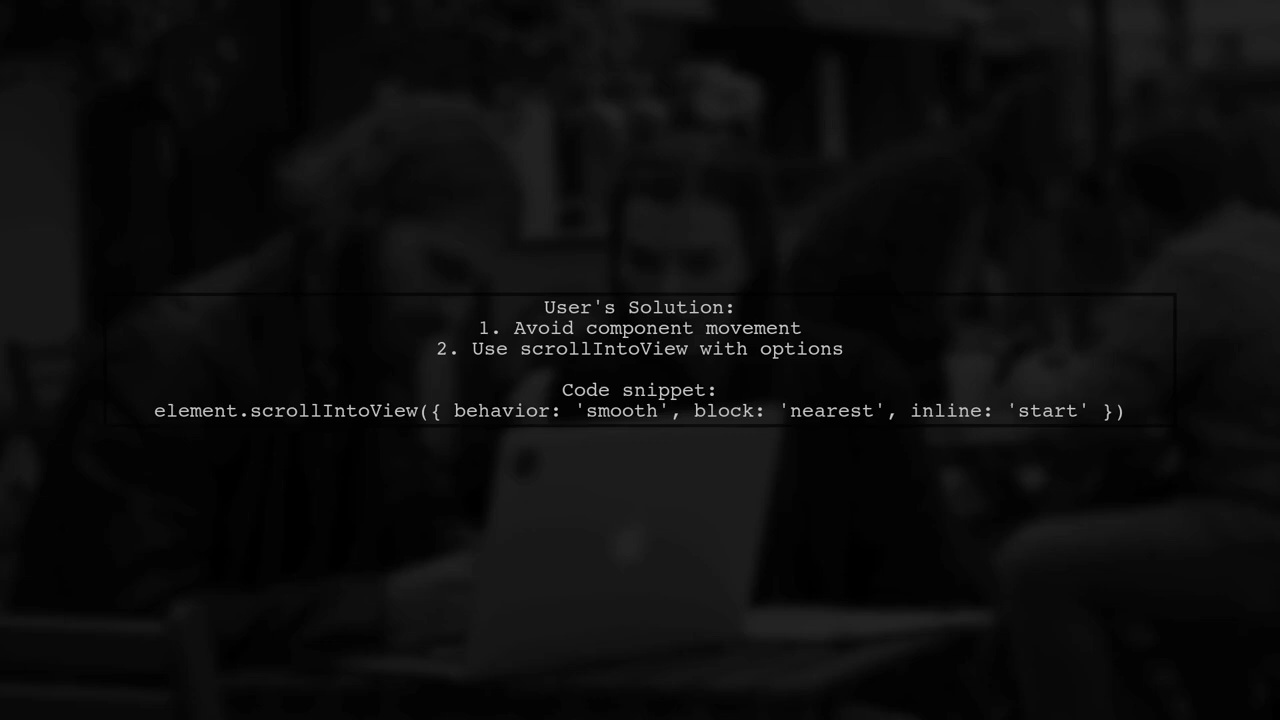 User's Solution:
1. Avoid component movement
2. Use scrollIntoView with options
Code snippet:
element.scrollIntoView({ behavior: 'smooth', block: 'nearest', inline: 'start' })